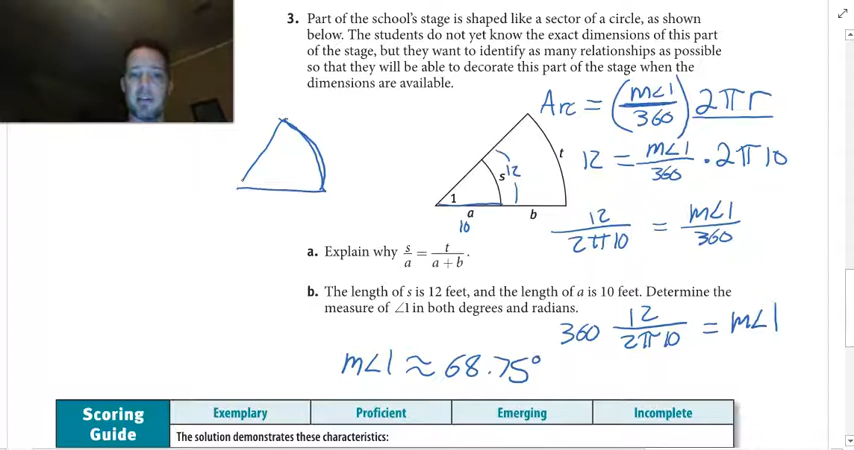 3. Part of the school's stage is shaped like a sector of a circle, as shown
below. The students do not yet know the exact dimensions of this part
of the stage, but they want to identify as many relationships as possible
so that they will be able to decorate this part of the stage when the
dimensions are available.
Arc = (m∠1/360) 2πr
12 = m∠1/360 · 2π10
12/2π10 = m∠1/360
1
s 12
t
a
b
10
a. Explain why s/a = t/(a + b).
b. The length of s is 12 feet, and the length of a is 10 feet. Determine the
measure of ∠1 in both degrees and radians.
360 12/2π10 = m∠1
m∠1 ≈ 68.75°
Scoring Guide
Exemplary
Proficient
Emerging
Incomplete
The solution demonstrates these characteristics: